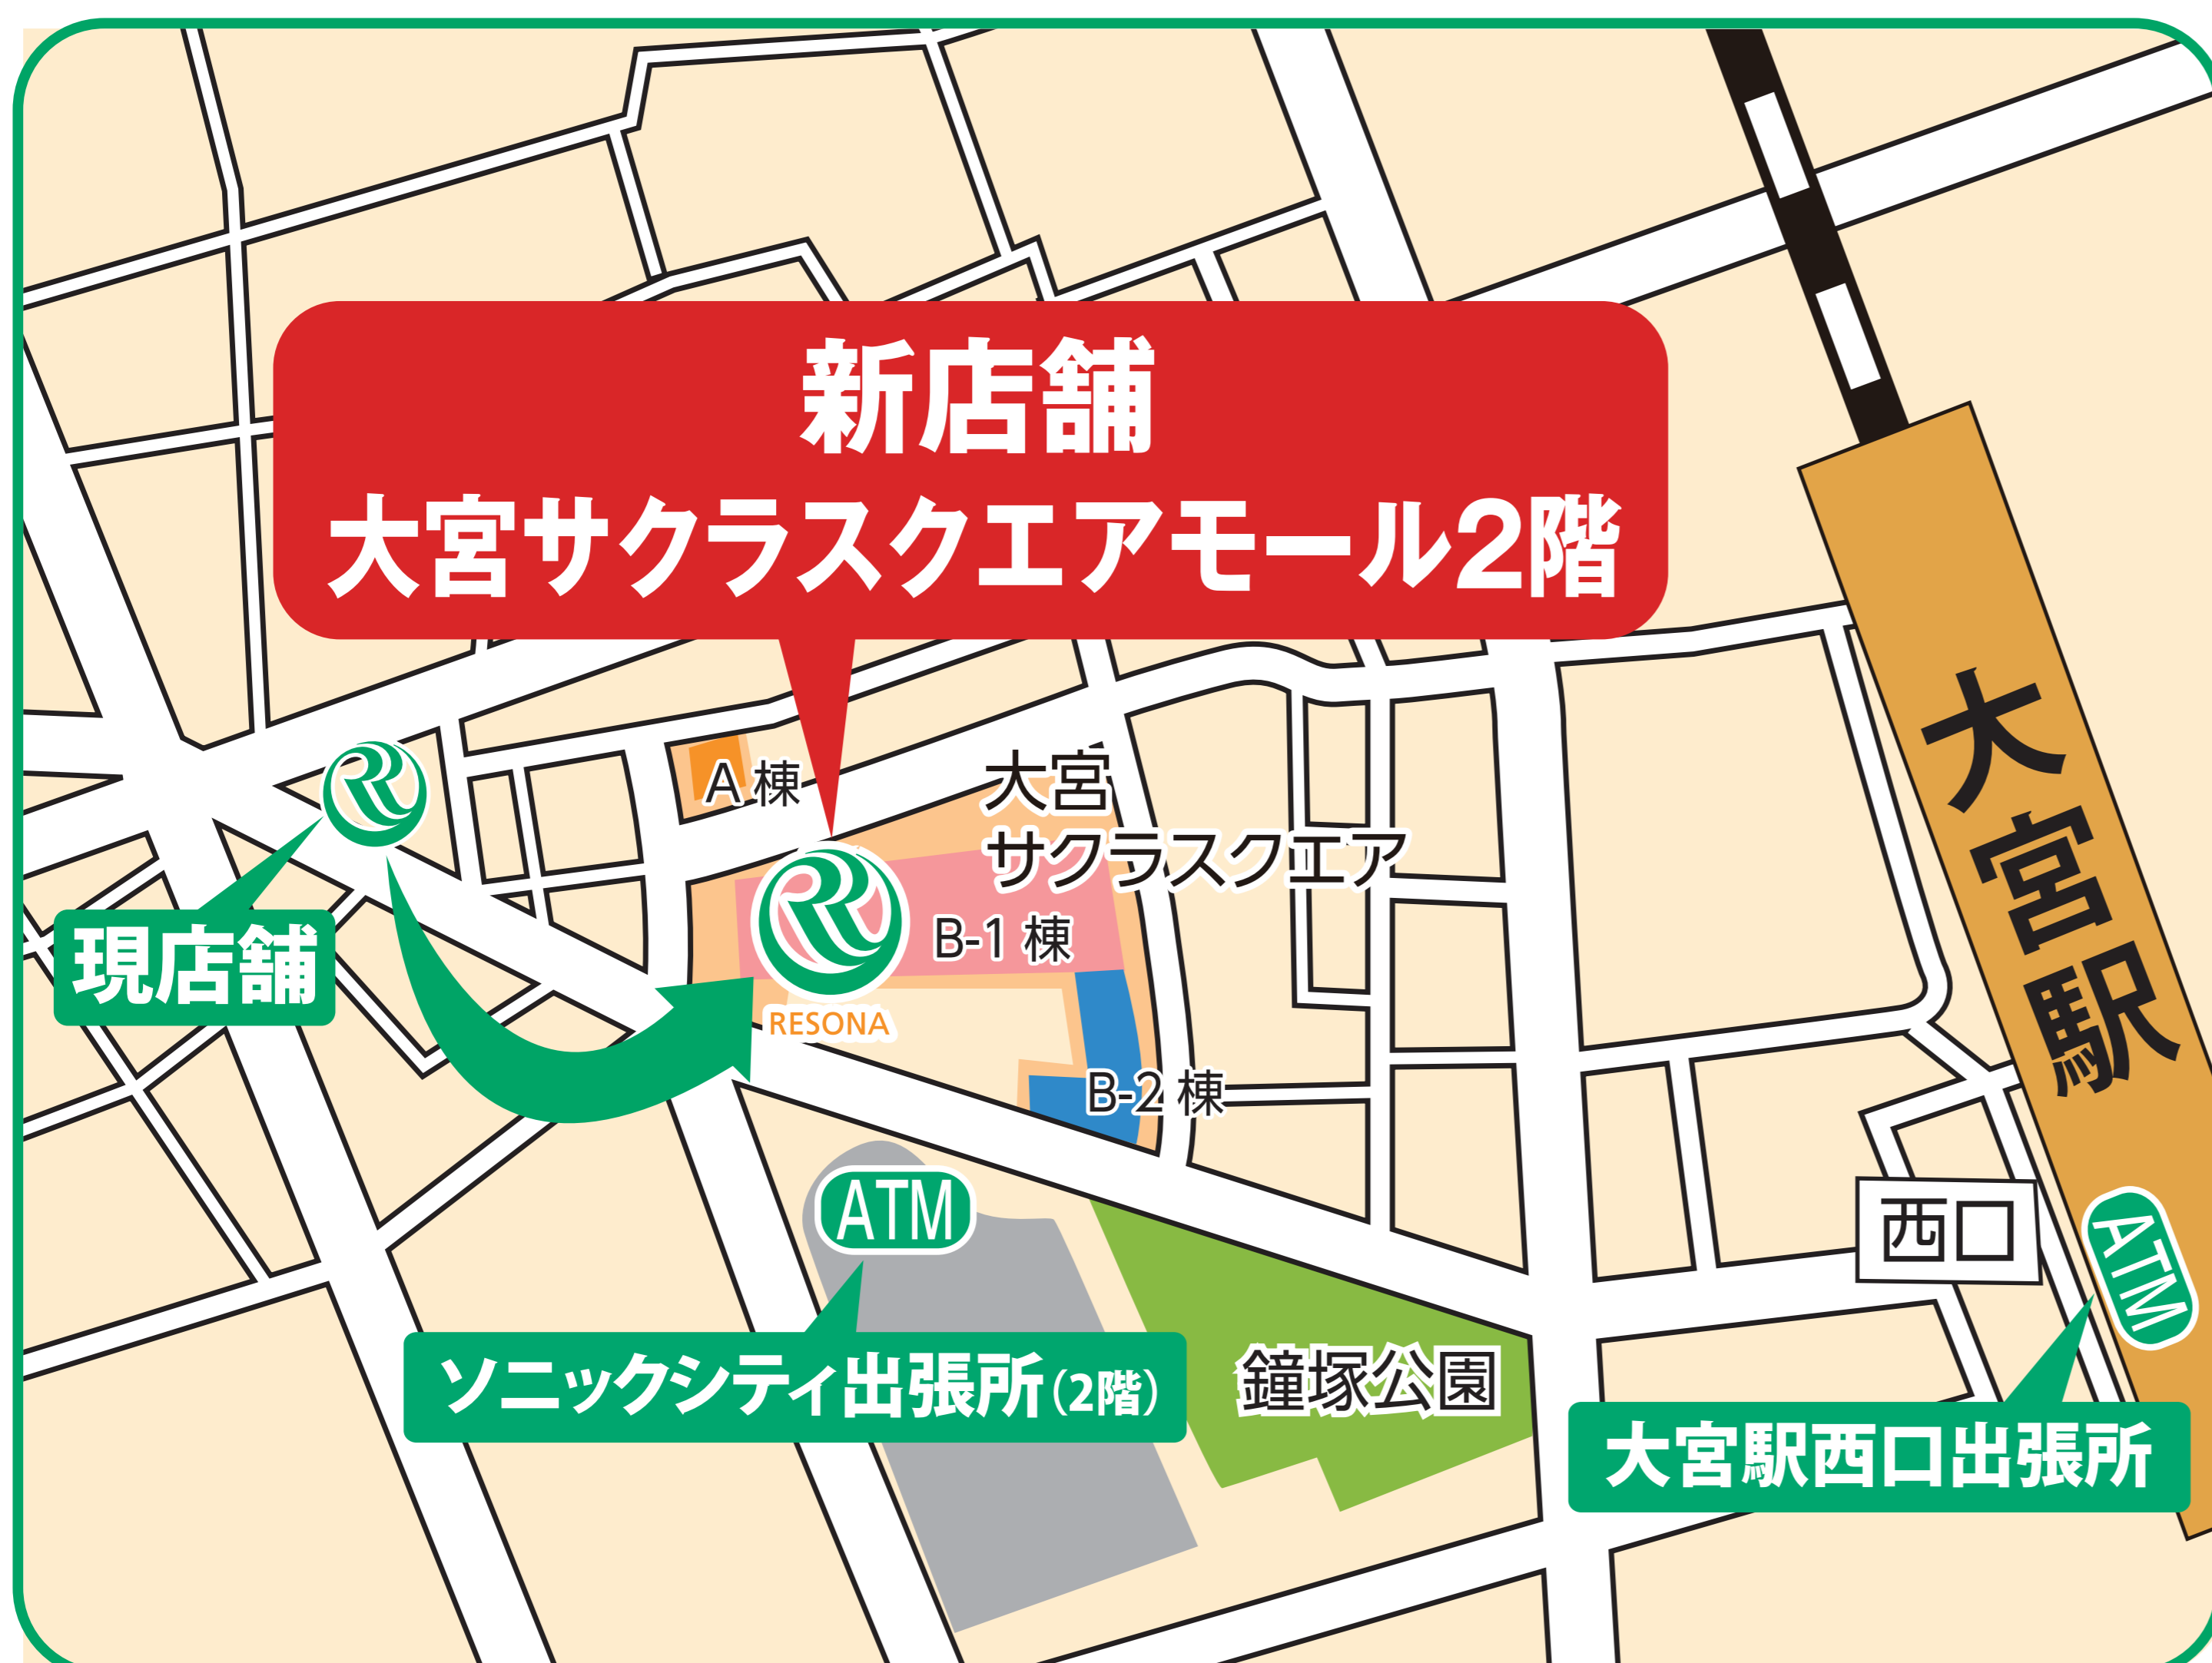 新店舗
大宮サクラスクエアモール2階
大宮駅
A 棟
大宮
サクラスクエア
B-1 棟
現店舗
RESONA
B-2 棟
ATM
西口
ATM
ソニックシティ出張所(2階)
鐘塚公園
大宮駅西口出張所